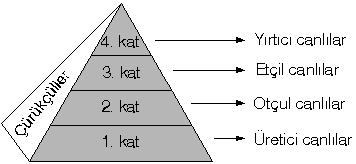 4. kat
Yırtıcı canlılar
3. kat
Etçil canlılar
2. kat
Otçul canlılar
1. kat
Üretici canlılar
Çürükçüller